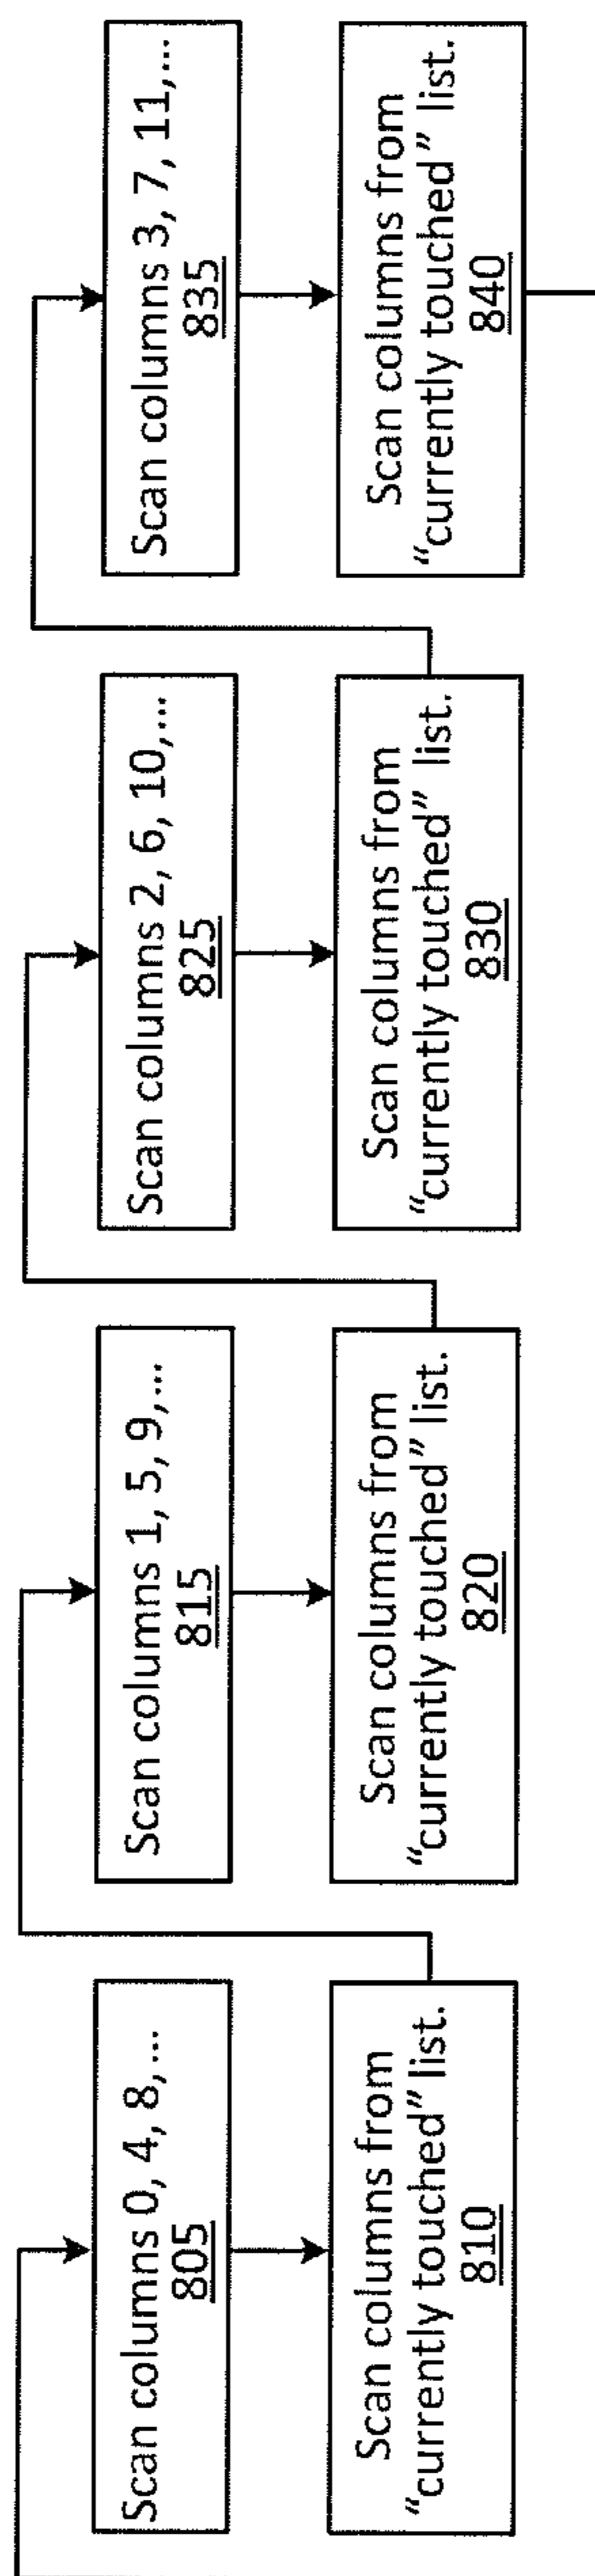 Scan columns 0, 4, 8,...
805
Scan columns from
“currently touched” list.
810
Scan columns 1, 5, 9,...
815
Scan columns from
“currently touched” list.
820
Scan columns 2, 6, 10,...
825
Scan columns from
“currently touched” list.
830
Scan columns 3, 7, 11,...
835
Scan columns from
“currently touched” list.
840